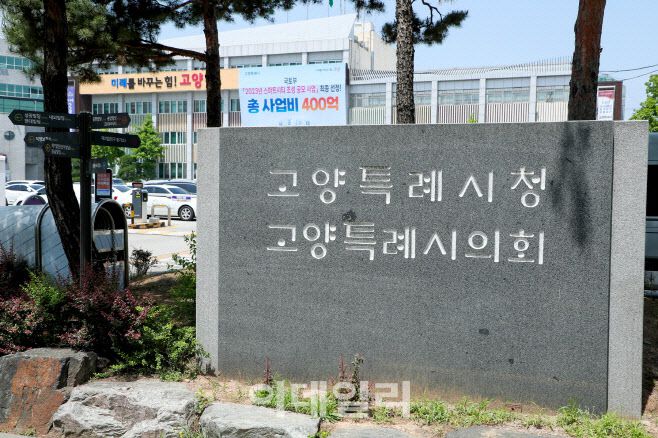 미래를 바꾸는 힘! 고양
국토부
「2023년 스마트시티 조성 공모 사업」 최종 선정!
총 사업비 400억
고양특례시청
고양특례시의회
이데일리